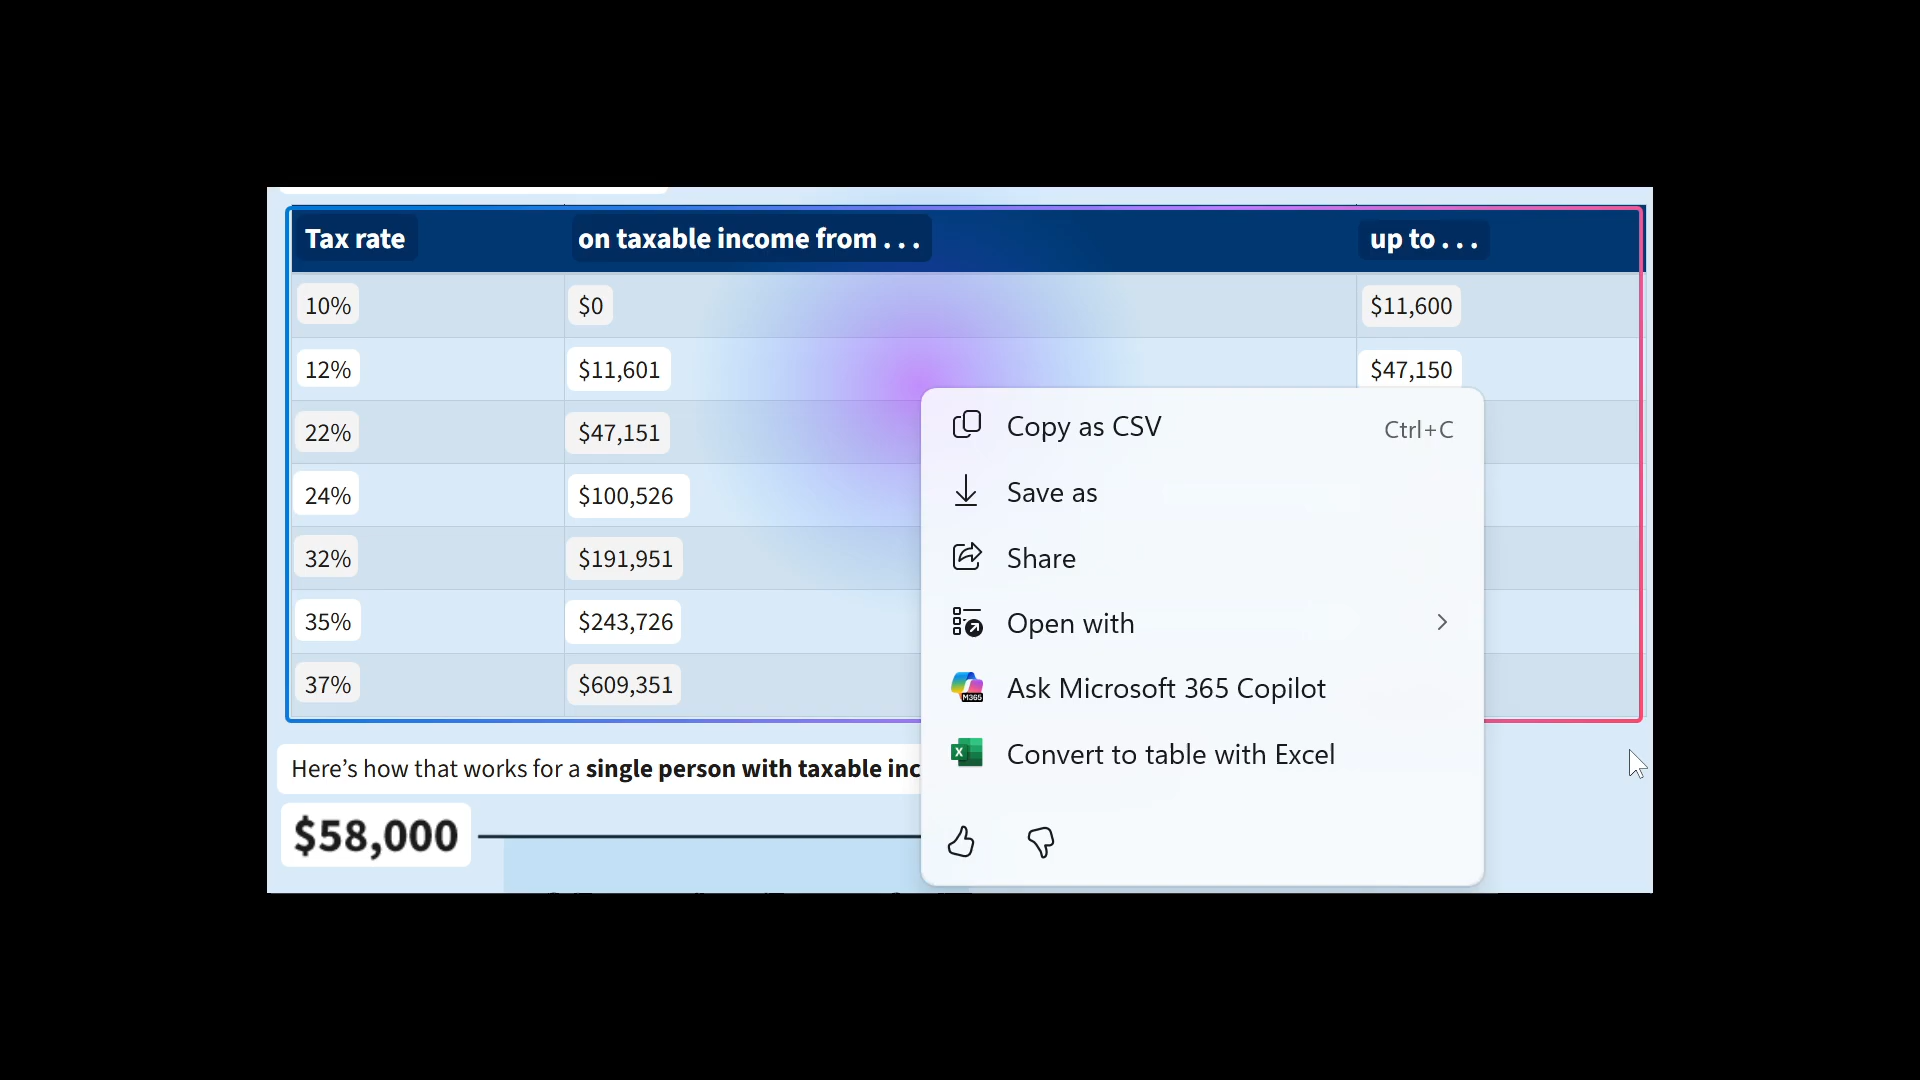 Tax rate on taxable income from . . . up to . . .
10% $0 $11,600
12% $11,601 $47,150
22% $47,151
24% $100,526
32% $191,951
35% $243,726
37% $609,351
Copy as CSV Ctrl+C
Save as
Share
Open with
M365 Ask Microsoft 365 Copilot
X Convert to table with Excel
Here's how that works for a single person with taxable inc
$58,000